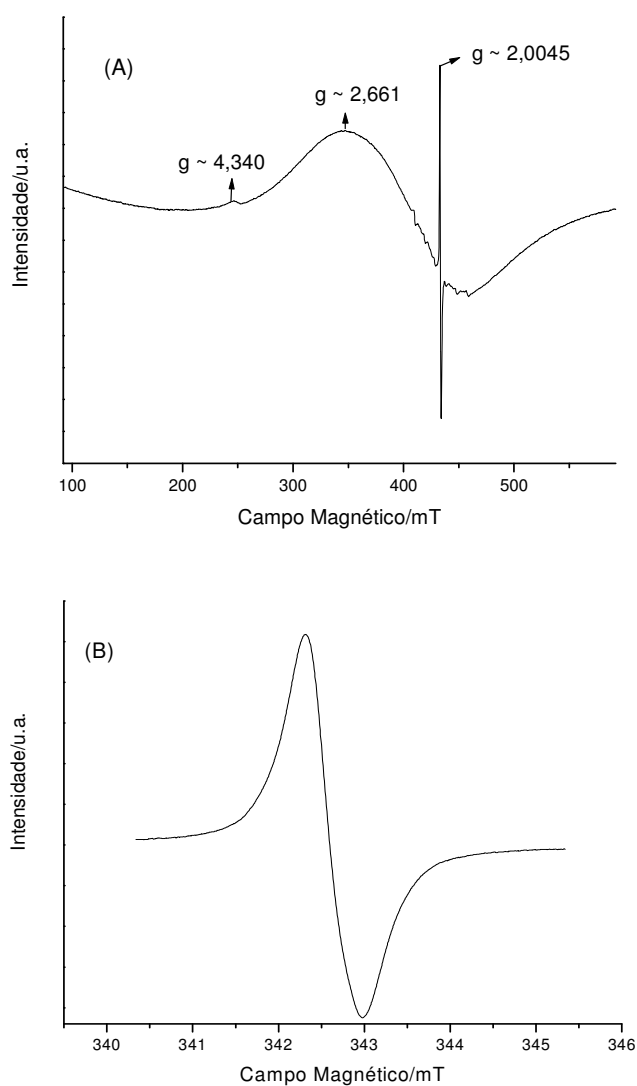 (A)
g ~ 2,0045
g ~ 2,661
g ~ 4,340
Intensidade/u.a.
100 200 300 400 500
Campo Magnético/mT
(B)
Intensidade/u.a.
340 341 342 343 344 345 346
Campo Magnético/mT